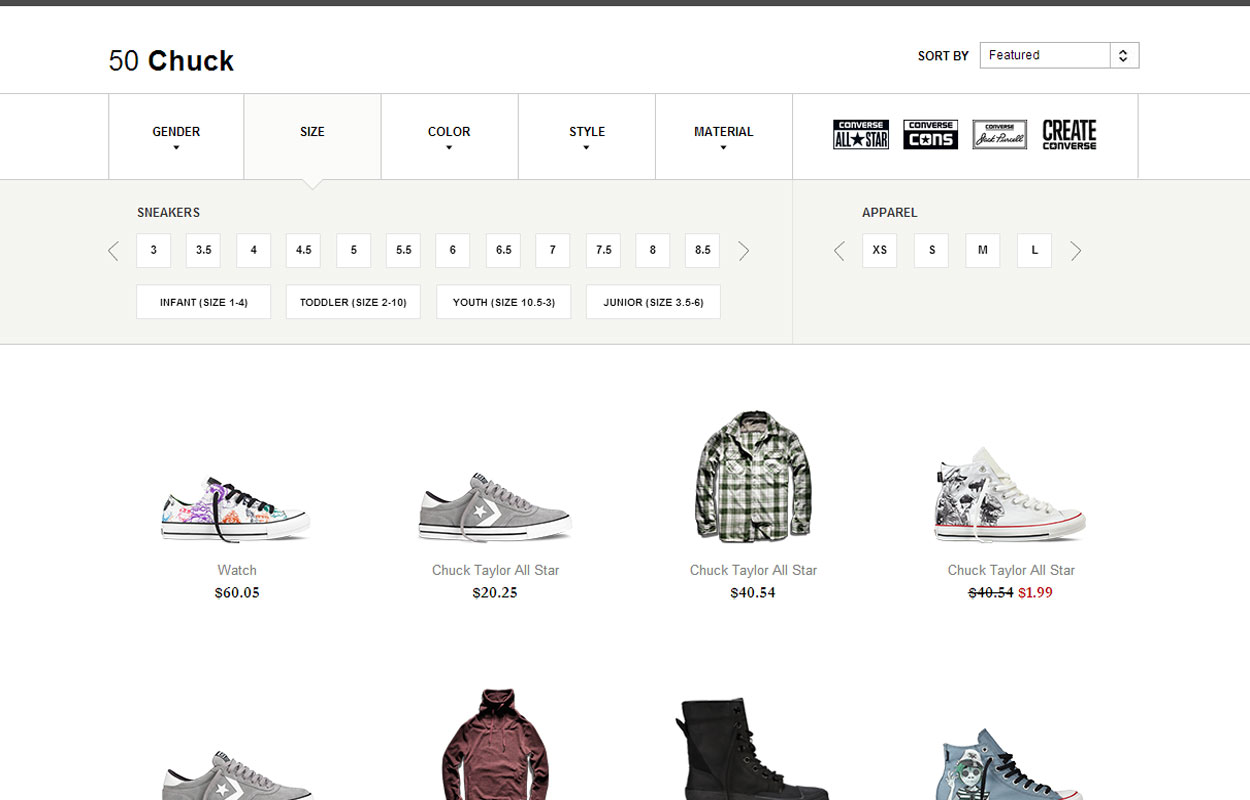 50 Chuck
SORT BY Featured
GENDER SIZE COLOR STYLE MATERIAL
CONVERSE ALL★STAR
CONVERSE CONS
CONVERSE Jack Purcell
CREATE CONVERSE
SNEAKERS
3 3.5 4 4.5 5 5.5 6 6.5 7 7.5 8 8.5
INFANT (SIZE 1-4) TODDLER (SIZE 2-10) YOUTH (SIZE 10.5-3) JUNIOR (SIZE 3.5-6)
APPAREL
XS S M L
Watch
$60.05
Chuck Taylor All Star
$20.25
Chuck Taylor All Star
$40.54
Chuck Taylor All Star
$40.54 $1.99